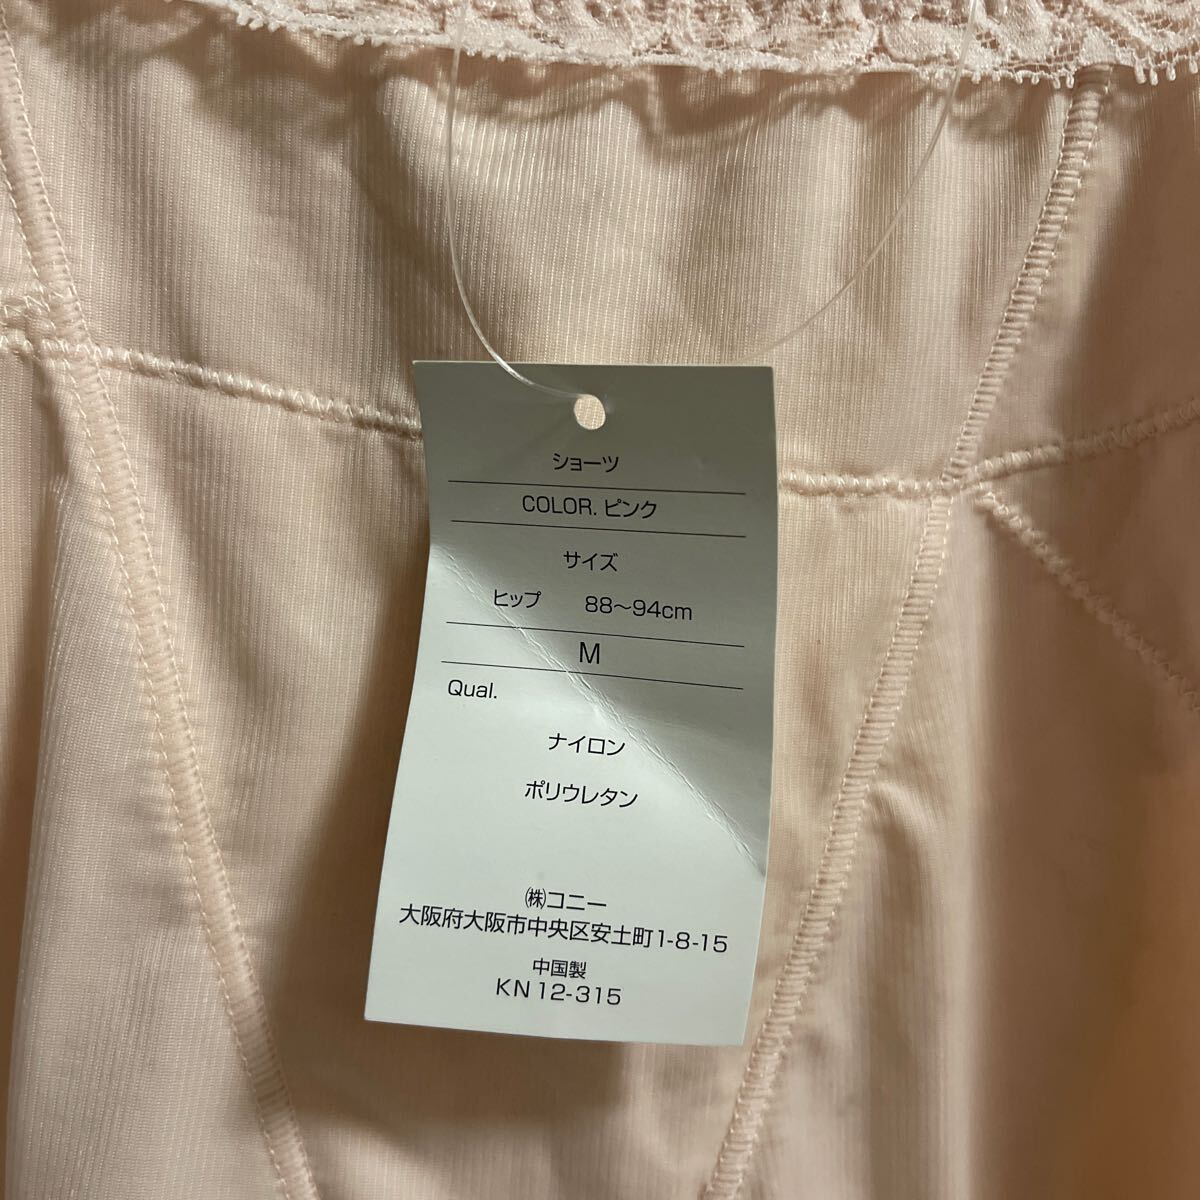 ショーツ
COLOR. ピンク
サイズ
ヒップ 88～94cm
M
Qual.
ナイロン
ポリウレタン
㈱コニー
大阪府大阪市中央区安土町1-8-15
中国製
KN12-315